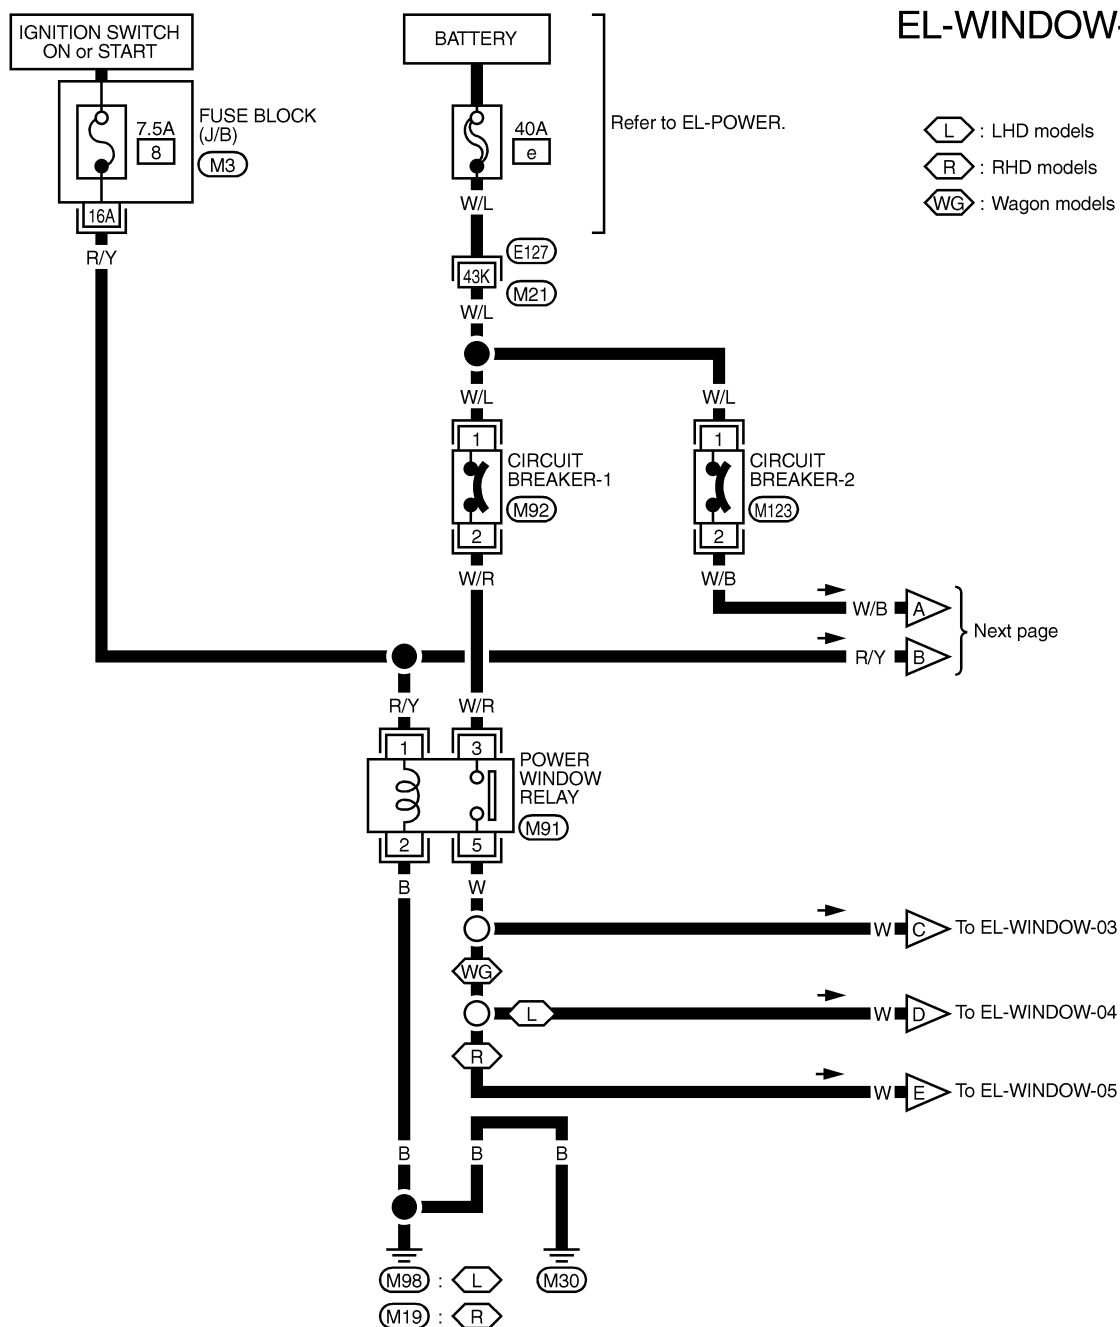 EL-WINDOW-
IGNITION SWITCH
ON or START
BATTERY
FUSE BLOCK
(J/B)
7.5A
8
M3
40A
e
Refer to EL-POWER.
L : LHD models
R : RHD models
WG : Wagon models
16A
W/L
R/Y
E127
43K
M21
W/L
W/L
W/L
1
1
CIRCUIT
BREAKER-1
M92
CIRCUIT
BREAKER-2
M123
2
2
W/R
W/B
W/B
A
Next page
R/Y
B
R/Y
W/R
1
3
POWER
WINDOW
RELAY
M91
2
5
B
W
W
C
To EL-WINDOW-03
WG
L
W
D
To EL-WINDOW-04
R
W
E
To EL-WINDOW-05
B
B
B
M98 : L
M30
M19 : R